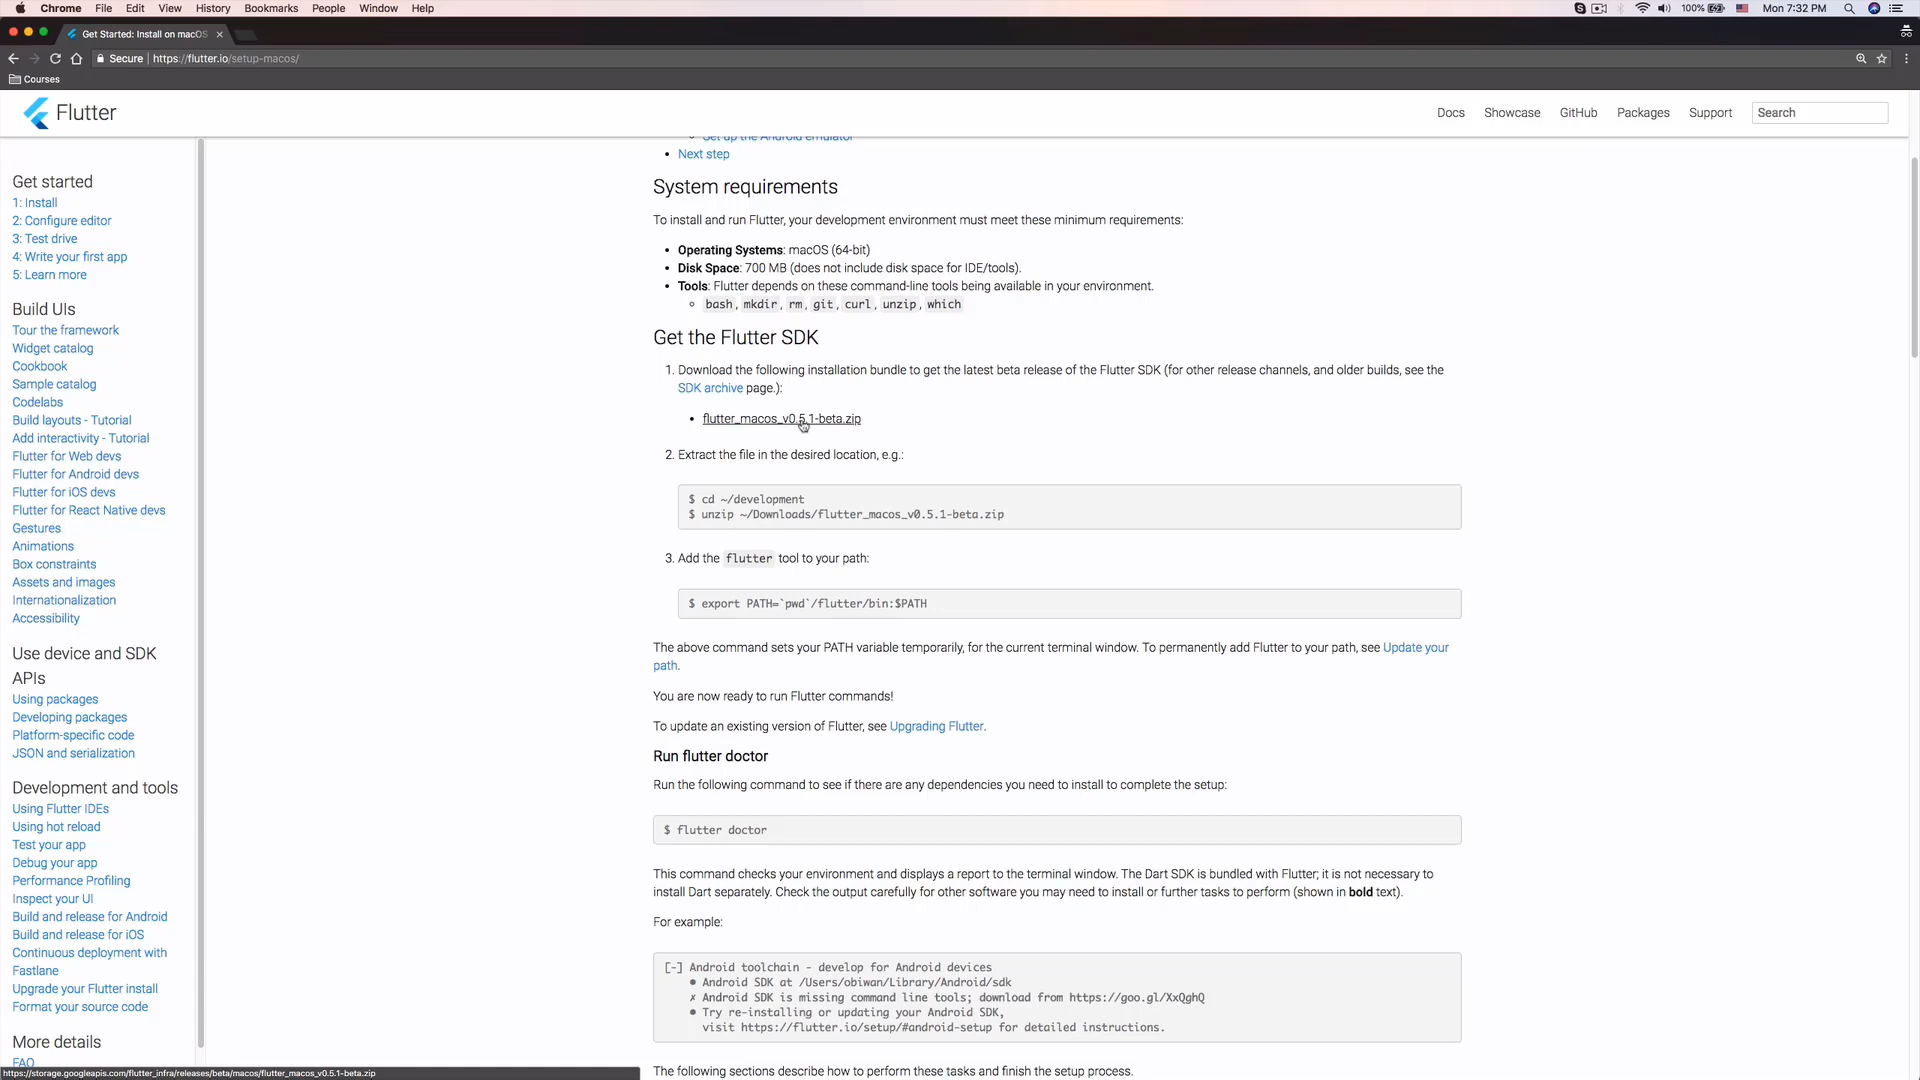 Chrome File Edit View History Bookmarks People Window Help
100% Mon 7:32 PM
Get Started: Install on macOS
Secure https://flutter.io/setup-macos/
Courses
Flutter
Docs Showcase GitHub Packages Support Search
Get started
1: Install
2: Configure editor
3: Test drive
4: Write your first app
5: Learn more
Build UIs
Tour the framework
Widget catalog
Cookbook
Sample catalog
Codelabs
Build layouts - Tutorial
Add interactivity - Tutorial
Flutter for Web devs
Flutter for Android devs
Flutter for iOS devs
Flutter for React Native devs
Gestures
Animations
Box constraints
Assets and images
Internationalization
Accessibility
Use device and SDK
APIs
Using packages
Developing packages
Platform-specific code
JSON and serialization
Development and tools
Using Flutter IDEs
Using hot reload
Test your app
Debug your app
Performance Profiling
Inspect your UI
Build and release for Android
Build and release for iOS
Continuous deployment with
Fastlane
Upgrade your Flutter install
Format your source code
More details
FAQ
Set up the Android emulator
Next step
System requirements
To install and run Flutter, your development environment must meet these minimum requirements:
Operating Systems: macOS (64-bit)
Disk Space: 700 MB (does not include disk space for IDE/tools).
Tools: Flutter depends on these command-line tools being available in your environment.
bash, mkdir, rm, git, curl, unzip, which
Get the Flutter SDK
1. Download the following installation bundle to get the latest beta release of the Flutter SDK (for other release channels, and older builds, see the
SDK archive page.):
flutter_macos_v0.5.1-beta.zip
2. Extract the file in the desired location, e.g.:
$ cd ~/development
$ unzip ~/Downloads/flutter_macos_v0.5.1-beta.zip
3. Add the flutter tool to your path:
$ export PATH=`pwd`/flutter/bin:$PATH
The above command sets your PATH variable temporarily, for the current terminal window. To permanently add Flutter to your path, see Update your
path.
You are now ready to run Flutter commands!
To update an existing version of Flutter, see Upgrading Flutter.
Run flutter doctor
Run the following command to see if there are any dependencies you need to install to complete the setup:
$ flutter doctor
This command checks your environment and displays a report to the terminal window. The Dart SDK is bundled with Flutter; it is not necessary to
install Dart separately. Check the output carefully for other software you may need to install or further tasks to perform (shown in bold text).
For example:
[-] Android toolchain - develop for Android devices
● Android SDK at /Users/obiwan/Library/Android/sdk
✗ Android SDK is missing command line tools; download from https://goo.gl/XxQghQ
● Try re-installing or updating your Android SDK,
visit https://flutter.io/setup/#android-setup for detailed instructions.
The following sections describe how to perform these tasks and finish the setup process.
https://storage.googleapis.com/flutter_infra/releases/beta/macos/flutter_macos_v0.5.1-beta.zip